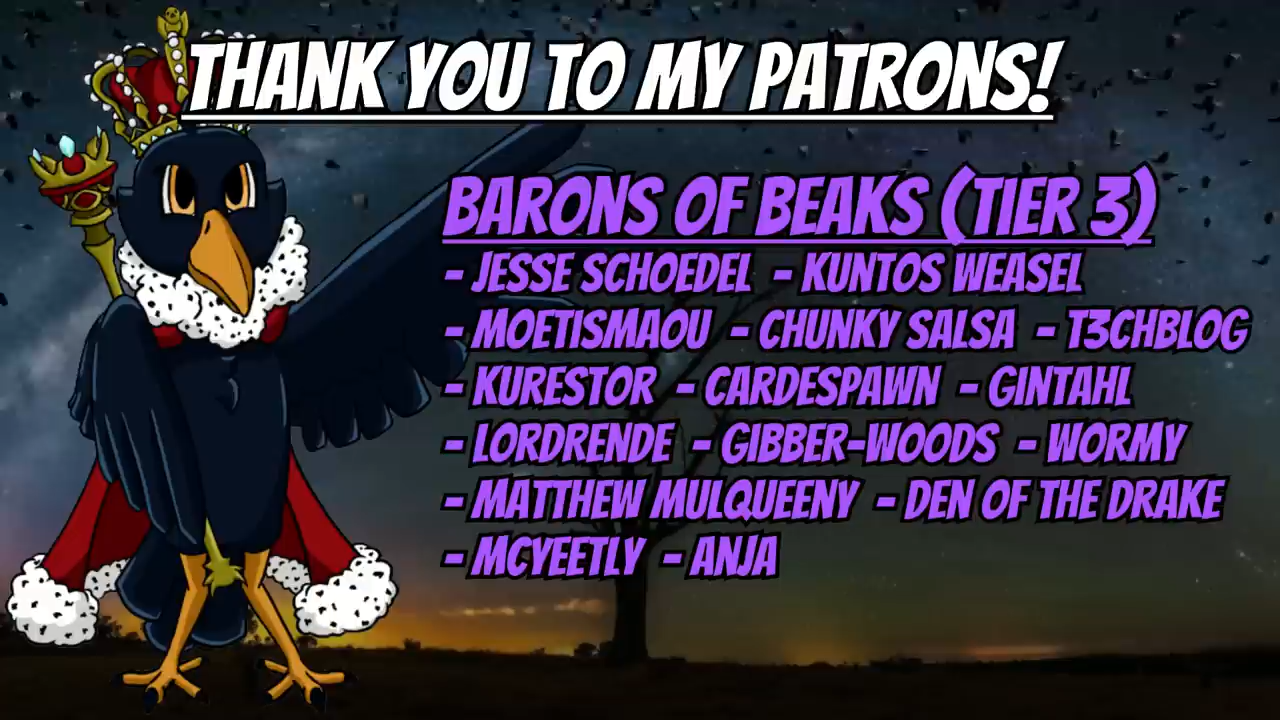 THANK YOU TO MY PATRONS!
BARONS OF BEAKS (TIER 3)
- JESSE SCHOEDEL - KUNTOS WEASEL
- MOETISMAOU - CHUNKY SALSA - T3CHBLOG
- KURESTOR - CARDESPAWN - GINTAHL
- LORDRENDE - GIBBER-WOODS - WORMY
- MATTHEW MULQUEENY - DEN OF THE DRAKE
- MCYEETLY - ANJA